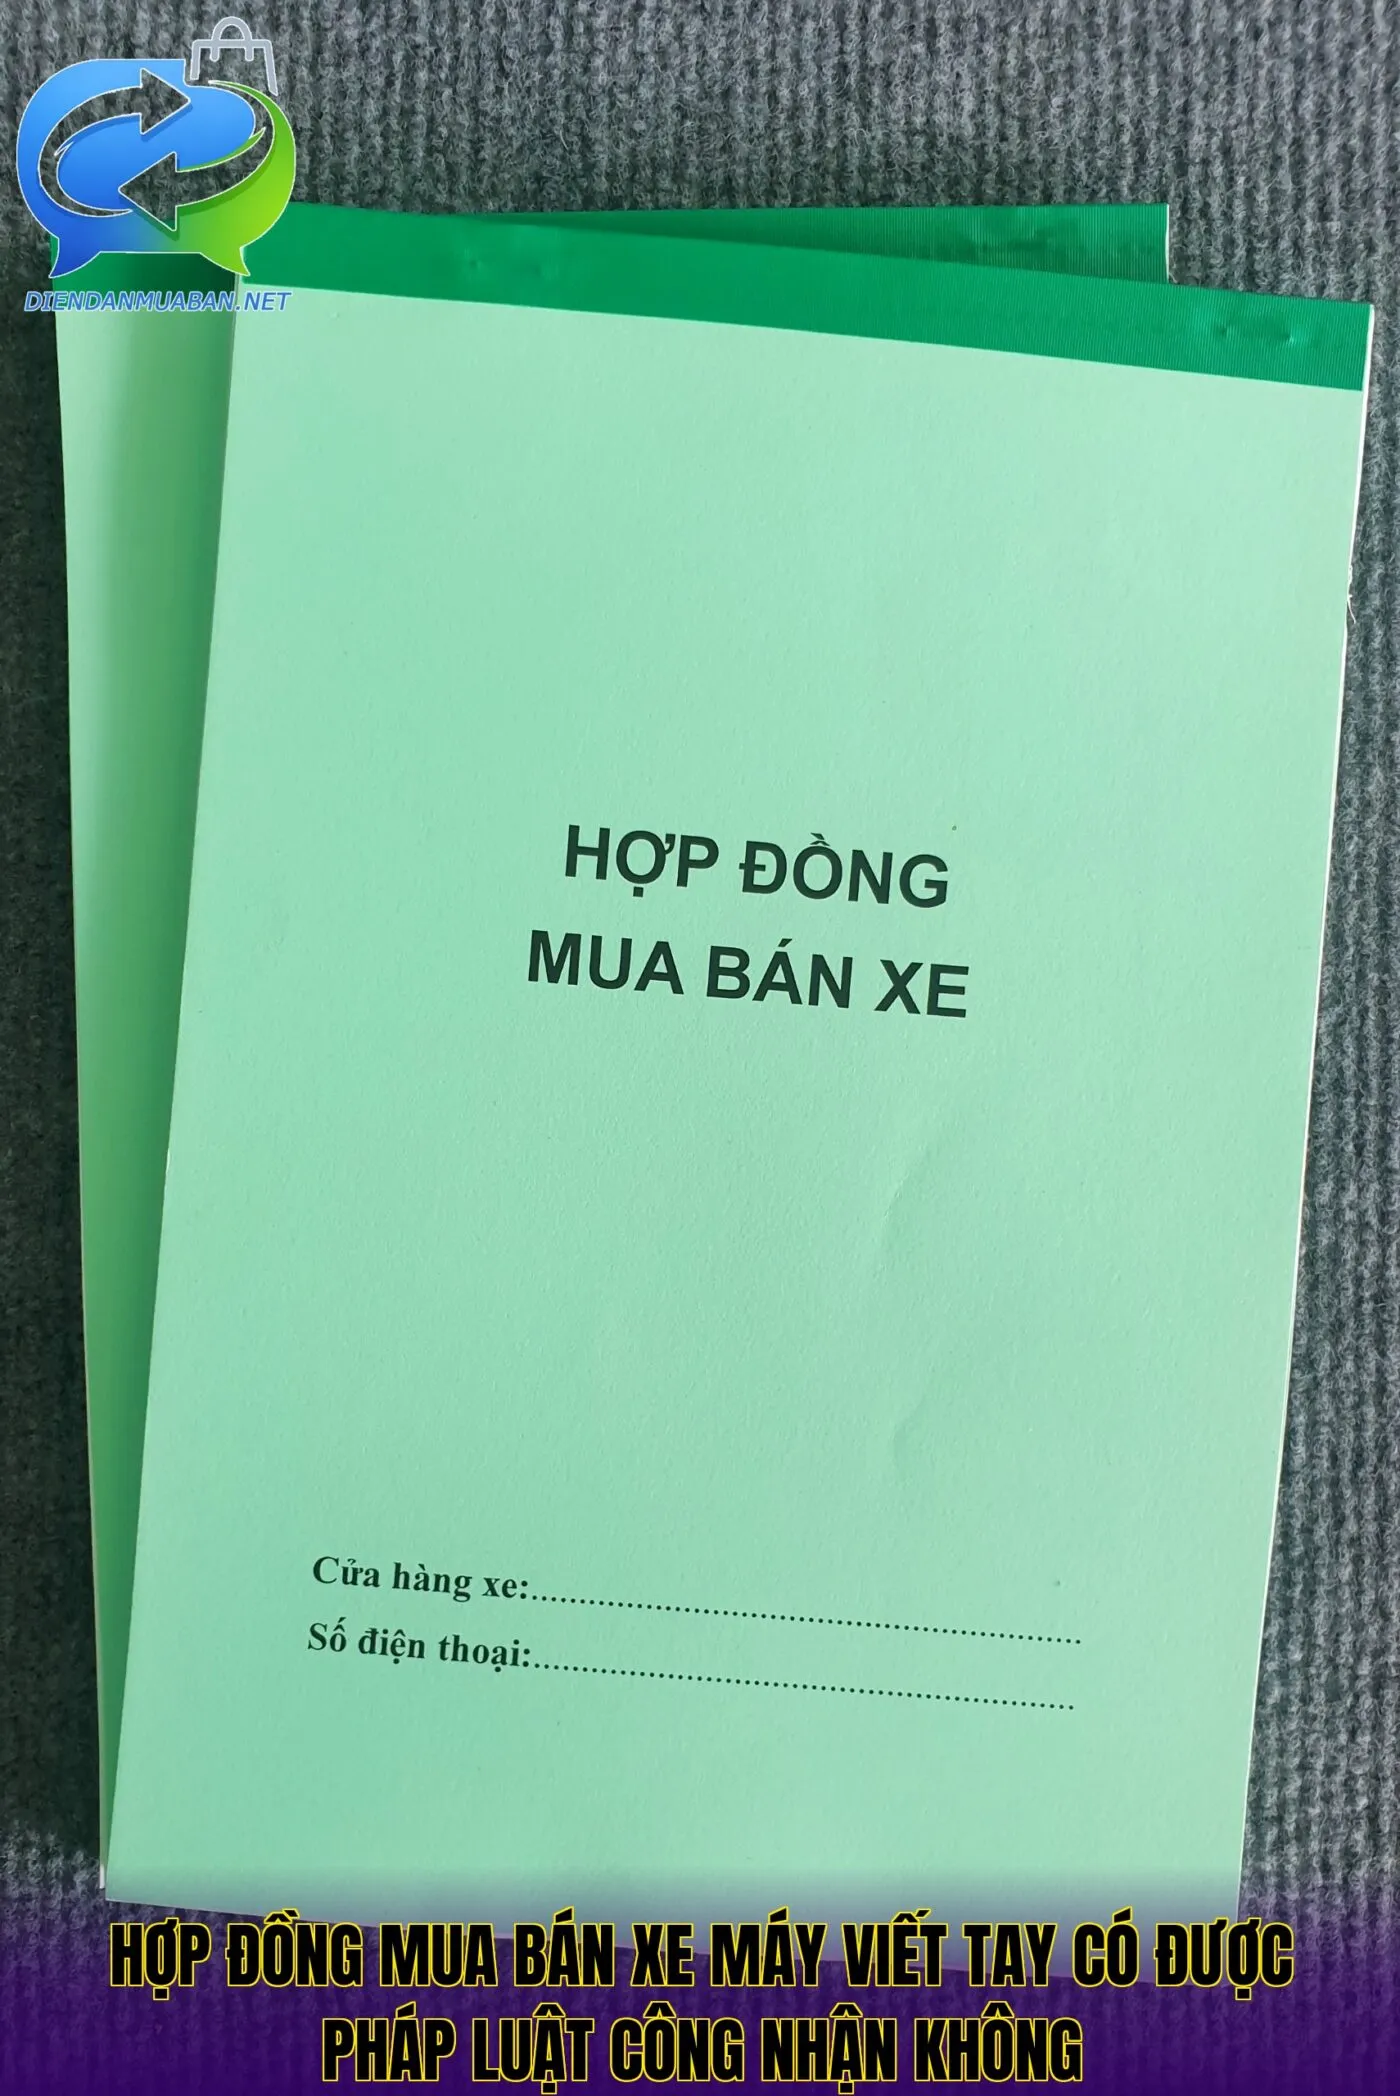 DIENDANMUABAN.NET
HỢP ĐỒNG
MUA BÁN XE
Cửa hàng xe:..........................................................
Số điện thoại:.........................................................
HỢP ĐỒNG MUA BÁN XE MÁY VIẾT TAY CÓ ĐƯỢC
PHÁP LUẬT CÔNG NHẬN KHÔNG